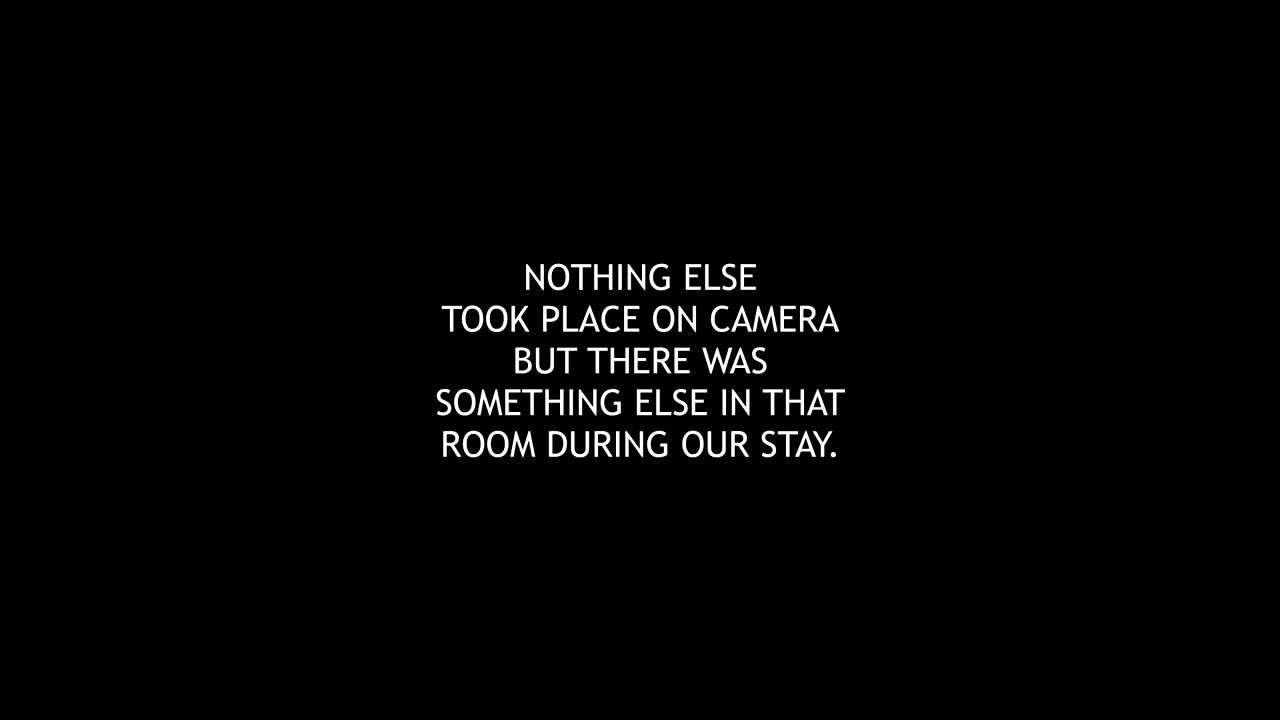 NOTHING ELSE
TOOK PLACE ON CAMERA
BUT THERE WAS
SOMETHING ELSE IN THAT
ROOM DURING OUR STAY.